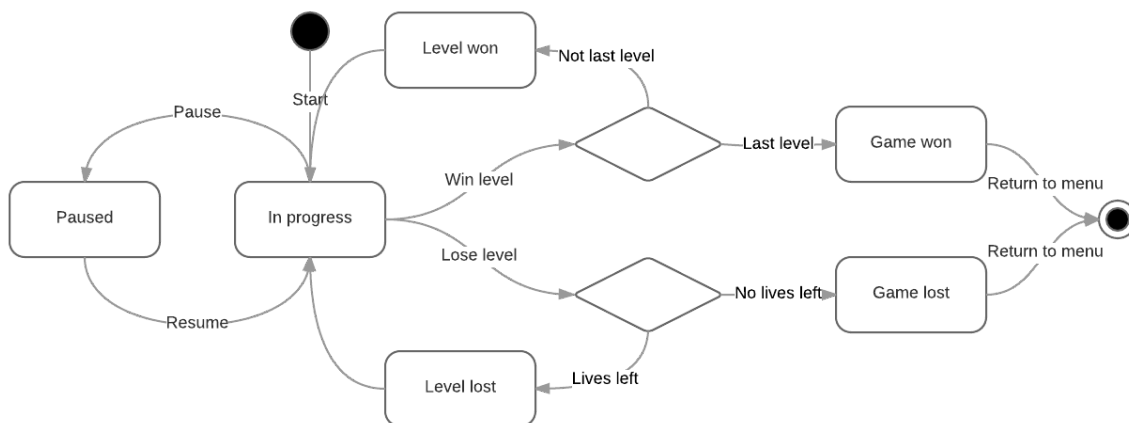 Level won
Not last level
Start
Pause
Last level
Game won
Win level
Return to menu
Paused
In progress
Lose level
Return to menu
No lives left
Game lost
Resume
Lives left
Level lost